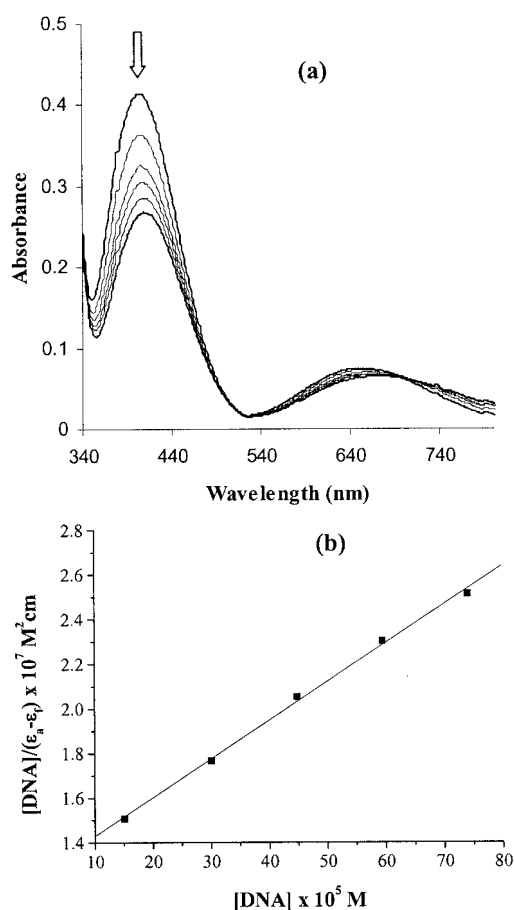 (a)
0.5
0.4
0.3
0.2
0.1
0
Absorbance
340 440 540 640 740
Wavelength (nm)
(b)
2.8
2.6
2.4
2.2
2.0
1.8
1.6
1.4
[DNA]/(εa-εf) x 10⁷ M²cm
10 20 30 40 50 60 70 80
[DNA] x 10⁵ M